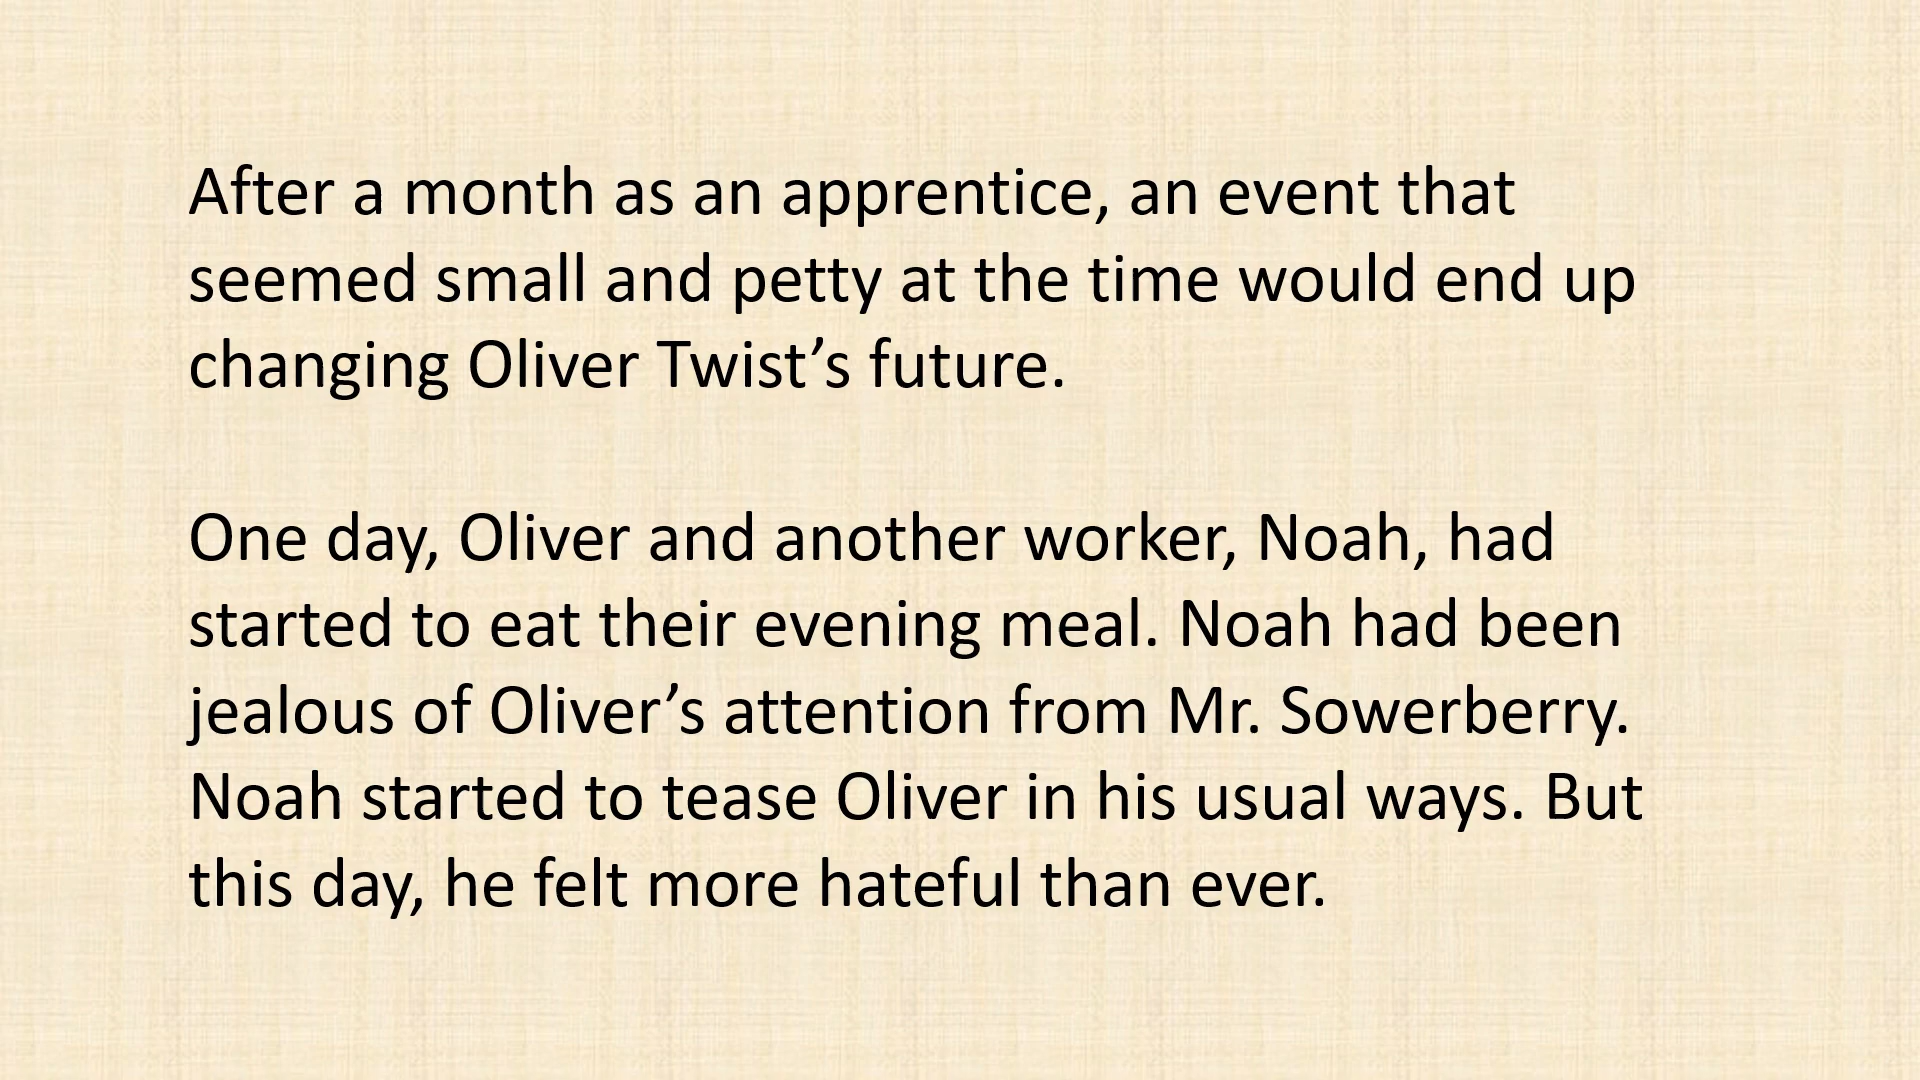 After a month as an apprentice, an event that
seemed small and petty at the time would end up
changing Oliver Twist’s future.
One day, Oliver and another worker, Noah, had
started to eat their evening meal. Noah had been
jealous of Oliver’s attention from Mr. Sowerberry.
Noah started to tease Oliver in his usual ways. But
this day, he felt more hateful than ever.